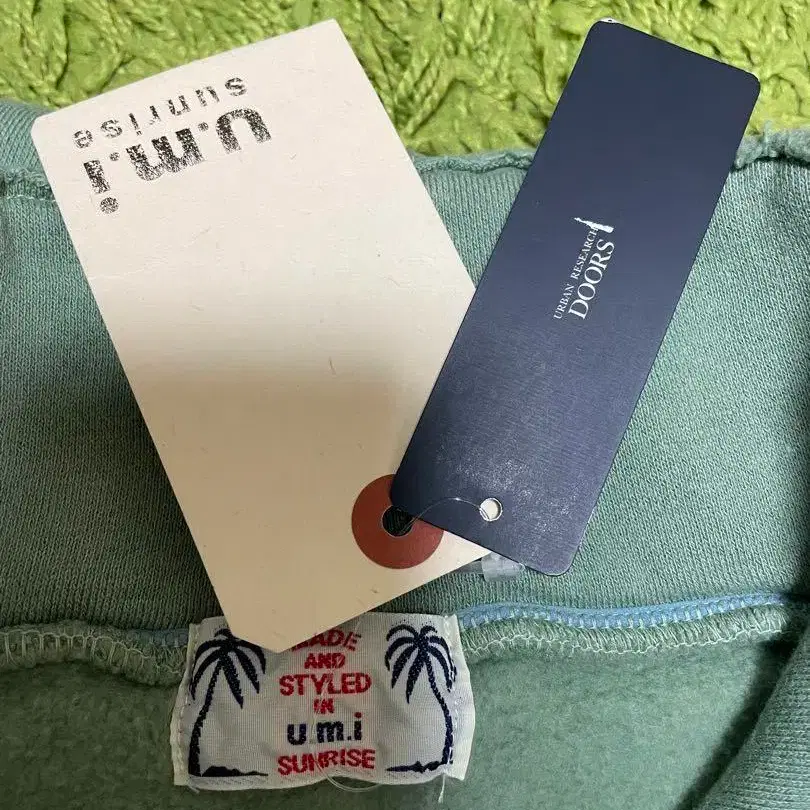 u.m.i
sunrise
URBAN RESEARCH
DOORS
MADE
AND
STYLED
IN
u.m.i
SUNRISE